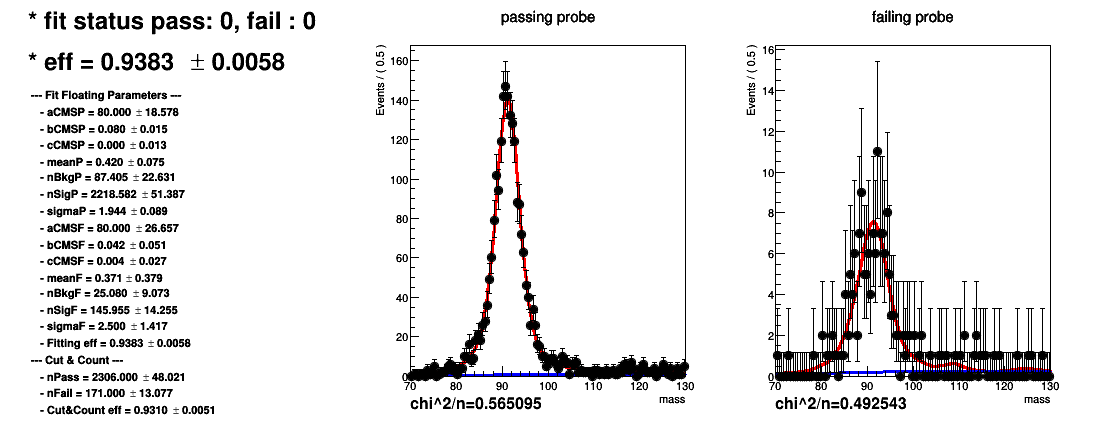 * fit status pass: 0, fail : 0
* eff = 0.9383 ± 0.0058
--- Fit Floating Parameters ---
- aCMSP = 80.000 ± 18.578
- bCMSP = 0.080 ± 0.015
- cCMSP = 0.000 ± 0.013
- meanP = 0.420 ± 0.075
- nBkgP = 87.405 ± 22.631
- nSigP = 2218.582 ± 51.387
- sigmaP = 1.944 ± 0.089
- aCMSF = 80.000 ± 26.657
- bCMSF = 0.042 ± 0.051
- cCMSF = 0.004 ± 0.027
- meanF = 0.371 ± 0.379
- nBkgF = 25.080 ± 9.073
- nSigF = 145.955 ± 14.255
- sigmaF = 2.500 ± 1.417
- Fitting eff = 0.9383 ± 0.0058
--- Cut & Count ---
- nPass = 2306.000 ± 48.021
- nFail = 171.000 ± 13.077
- Cut&Count eff = 0.9310 ± 0.0051
passing probe
Events / ( 0.5 )
160
140
120
100
80
60
40
20
0
70 80 90 100 110 120 130
mass
chi^2/n=0.565095
failing probe
Events / ( 0.5 )
16
14
12
10
8
6
4
2
0
70 80 90 100 110 120 130
mass
chi^2/n=0.492543